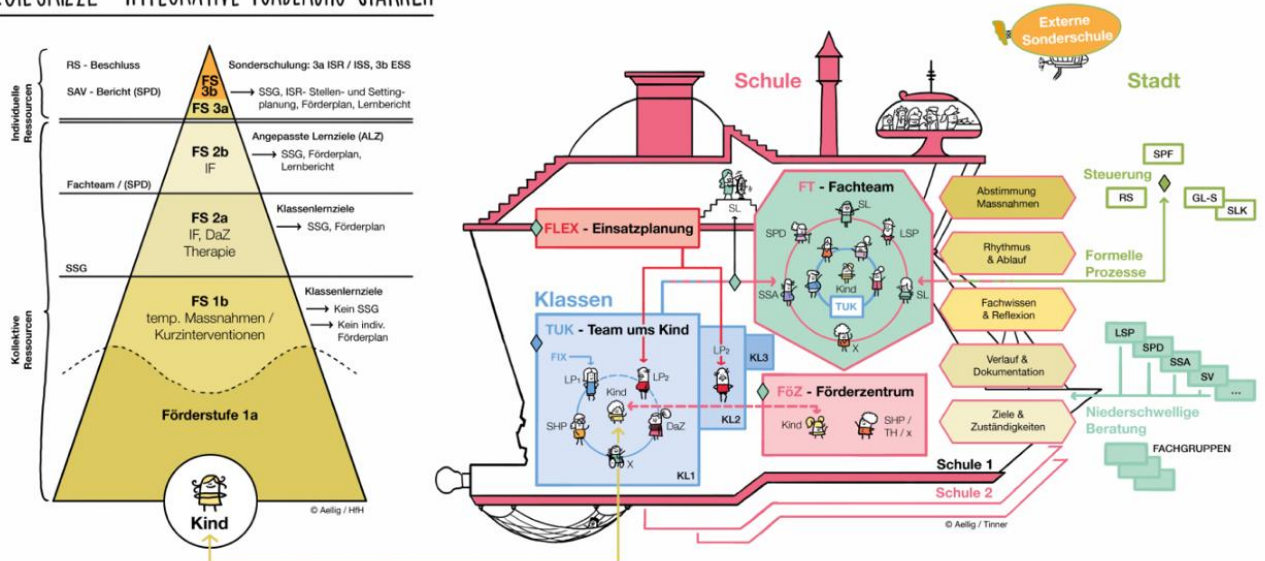 INTEGRATIVE FÖRDERUNG STÄRKEN
Individuelle
Ressourcen
Kollektive
Ressourcen
RS - Beschluss
SAV - Bericht (SPD)
Fachteam / (SPD)
SSG
FS
3b
FS 3a
FS 2b
IF
FS 2a
IF, DaZ
Therapie
FS 1b
temp. Massnahmen /
Kurzinterventionen
Förderstufe 1a
Kind
Sonderschulung: 3a ISR / ISS, 3b ESS
SSG, ISR- Stellen- und Setting-
planung, Förderplan, Lernbericht
Angepasste Lernziele (ALZ)
SSG, Förderplan,
Lernbericht
Klassenlernziele
SSG, Förderplan
Klassenlernziele
Kein SSG
Kein indiv.
Förderplan
© Aellig / HfH
Schule
SL
FLEX - Einsatzplanung
Klassen
TUK - Team ums Kind
FIX
LP1
LP2
Kind
SHP
DaZ
X
KL1
LP2
KL2
KL3
FT - Fachteam
SL
SPD
LSP
Kind
SSA
SL
TUK
X
FöZ - Förderzentrum
Kind
SHP /
TH / x
Abstimmung
Massnahmen
Rhythmus
& Ablauf
Fachwissen
& Reflexion
Verlauf &
Dokumentation
Ziele &
Zuständigkeiten
Schule 1
Schule 2
© Aellig / Tinner
Externe
Sonderschule
Stadt
SPF
Steuerung
RS
GL-S
SLK
Formelle
Prozesse
LSP
SPD
SSA
SV
...
Niederschwellige
Beratung
FACHGRUPPEN